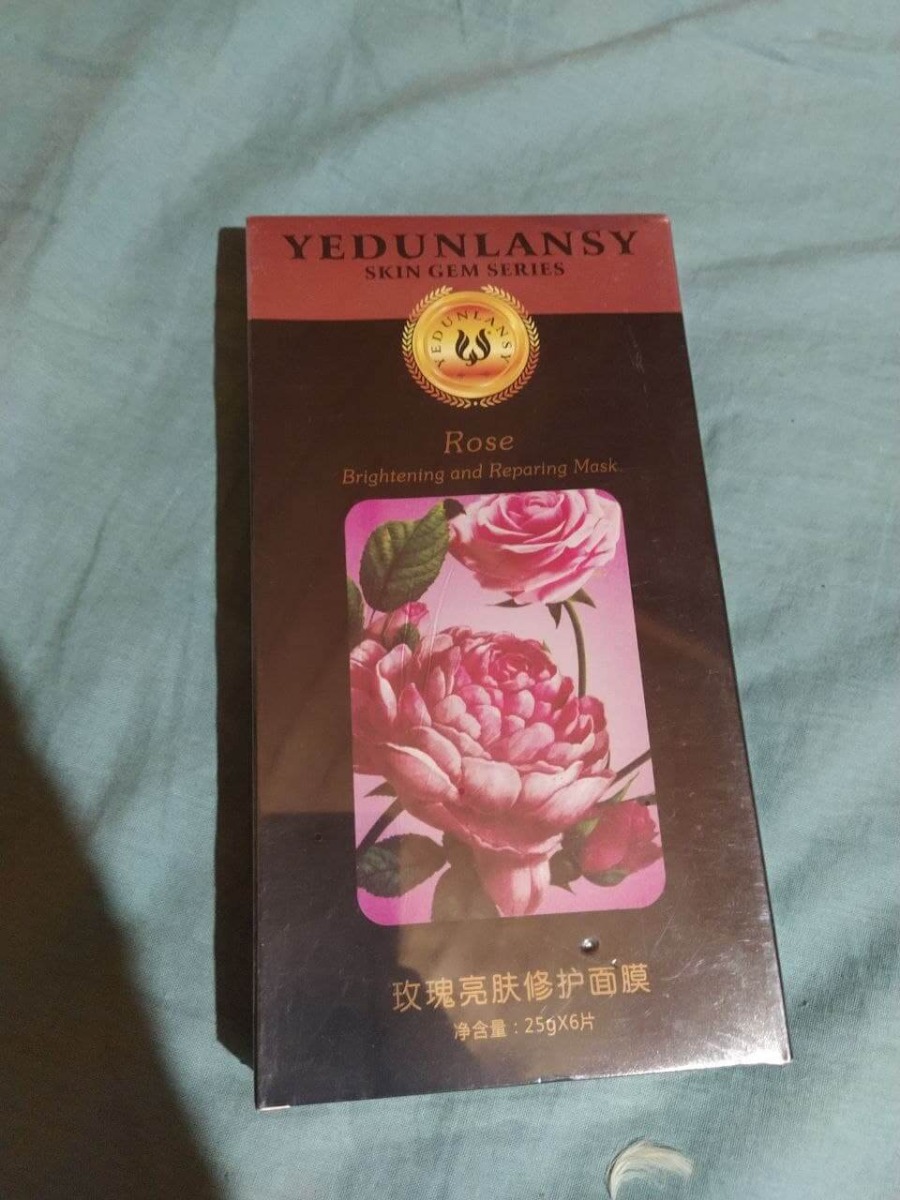 YEDUNLANSY
SKIN GEM SERIES
YEDUNLANSY
Rose
Brightening and Reparing Mask
玫瑰亮肤修护面膜
净含量：25gX6片